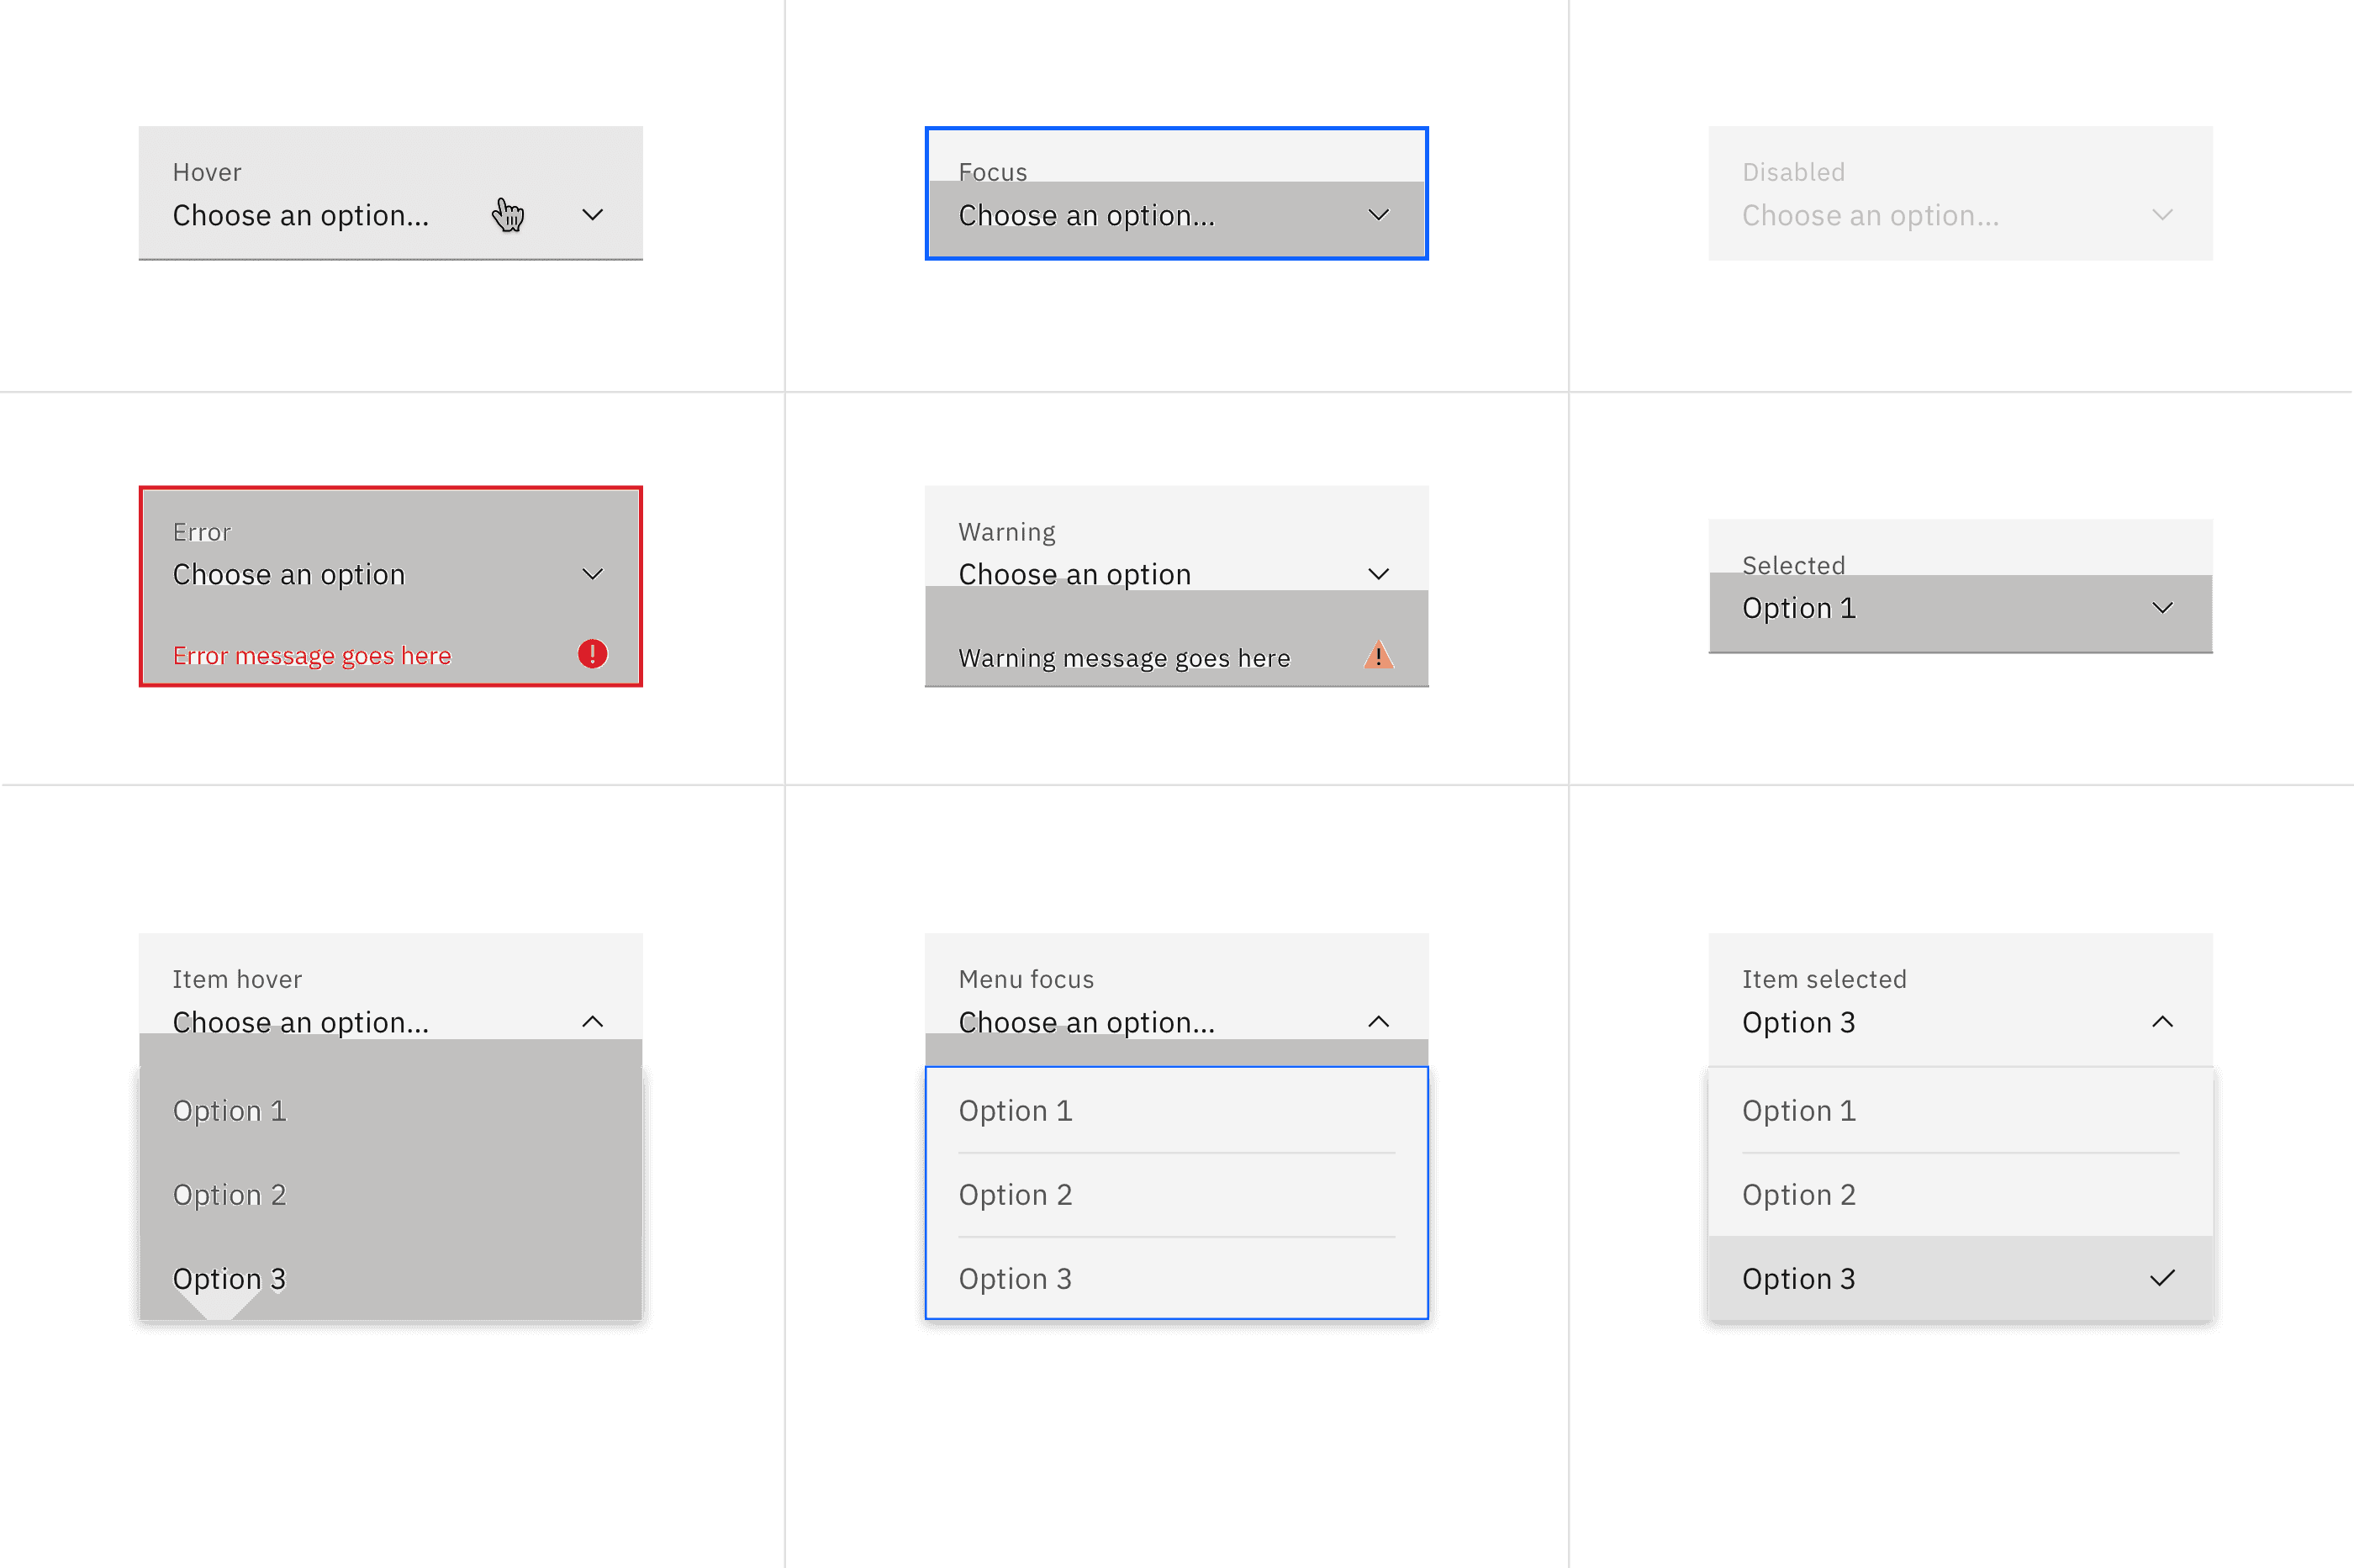 Hover
Choose an option...
Focus
Choose an option...
Disabled
Choose an option...
Error
Choose an option
Error message goes here
Warning
Choose an option
Warning message goes here
Selected
Option 1
Item hover
Choose an option...
Option 1
Option 2
Option 3
Menu focus
Choose an option...
Option 1
Option 2
Option 3
Item selected
Option 3
Option 1
Option 2
Option 3